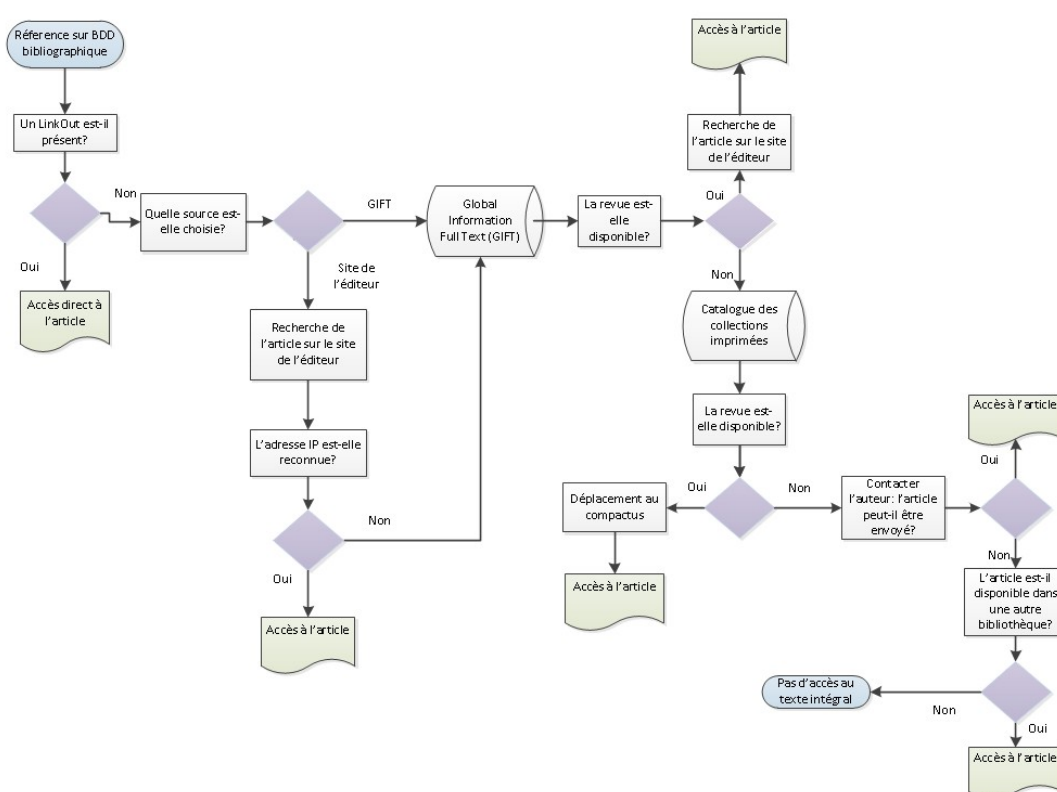 Réference sur BDD
bibliographique
Un LinkOut est-il
présent?
Non
Oui
Accès direct à
l'article
Quelle source est-
elle choisie?
GIFT
Site de
l'éditeur
Recherche de
l'article sur le site
de l'éditeur
L'adresse IP est-elle
reconnue?
Non
Oui
Accès à l'article
Global
Information
Full Text (GIFT)
La revue est-
elle
disponible?
Oui
Recherche de
l'article sur le site
de l'éditeur
Accès à l'article
Non
Catalogue des
collections
imprimées
La revue est-
elle disponible?
Oui
Déplacement au
compactus
Accès à l'article
Non
Contacter
l'auteur: l'article
peut-il être
envoyé?
Oui
Accès à l'article
Non
L'article est-il
disponible dans
une autre
bibliothèque?
Non
Pas d'accès au
texte intégral
Oui
Accès à l'article